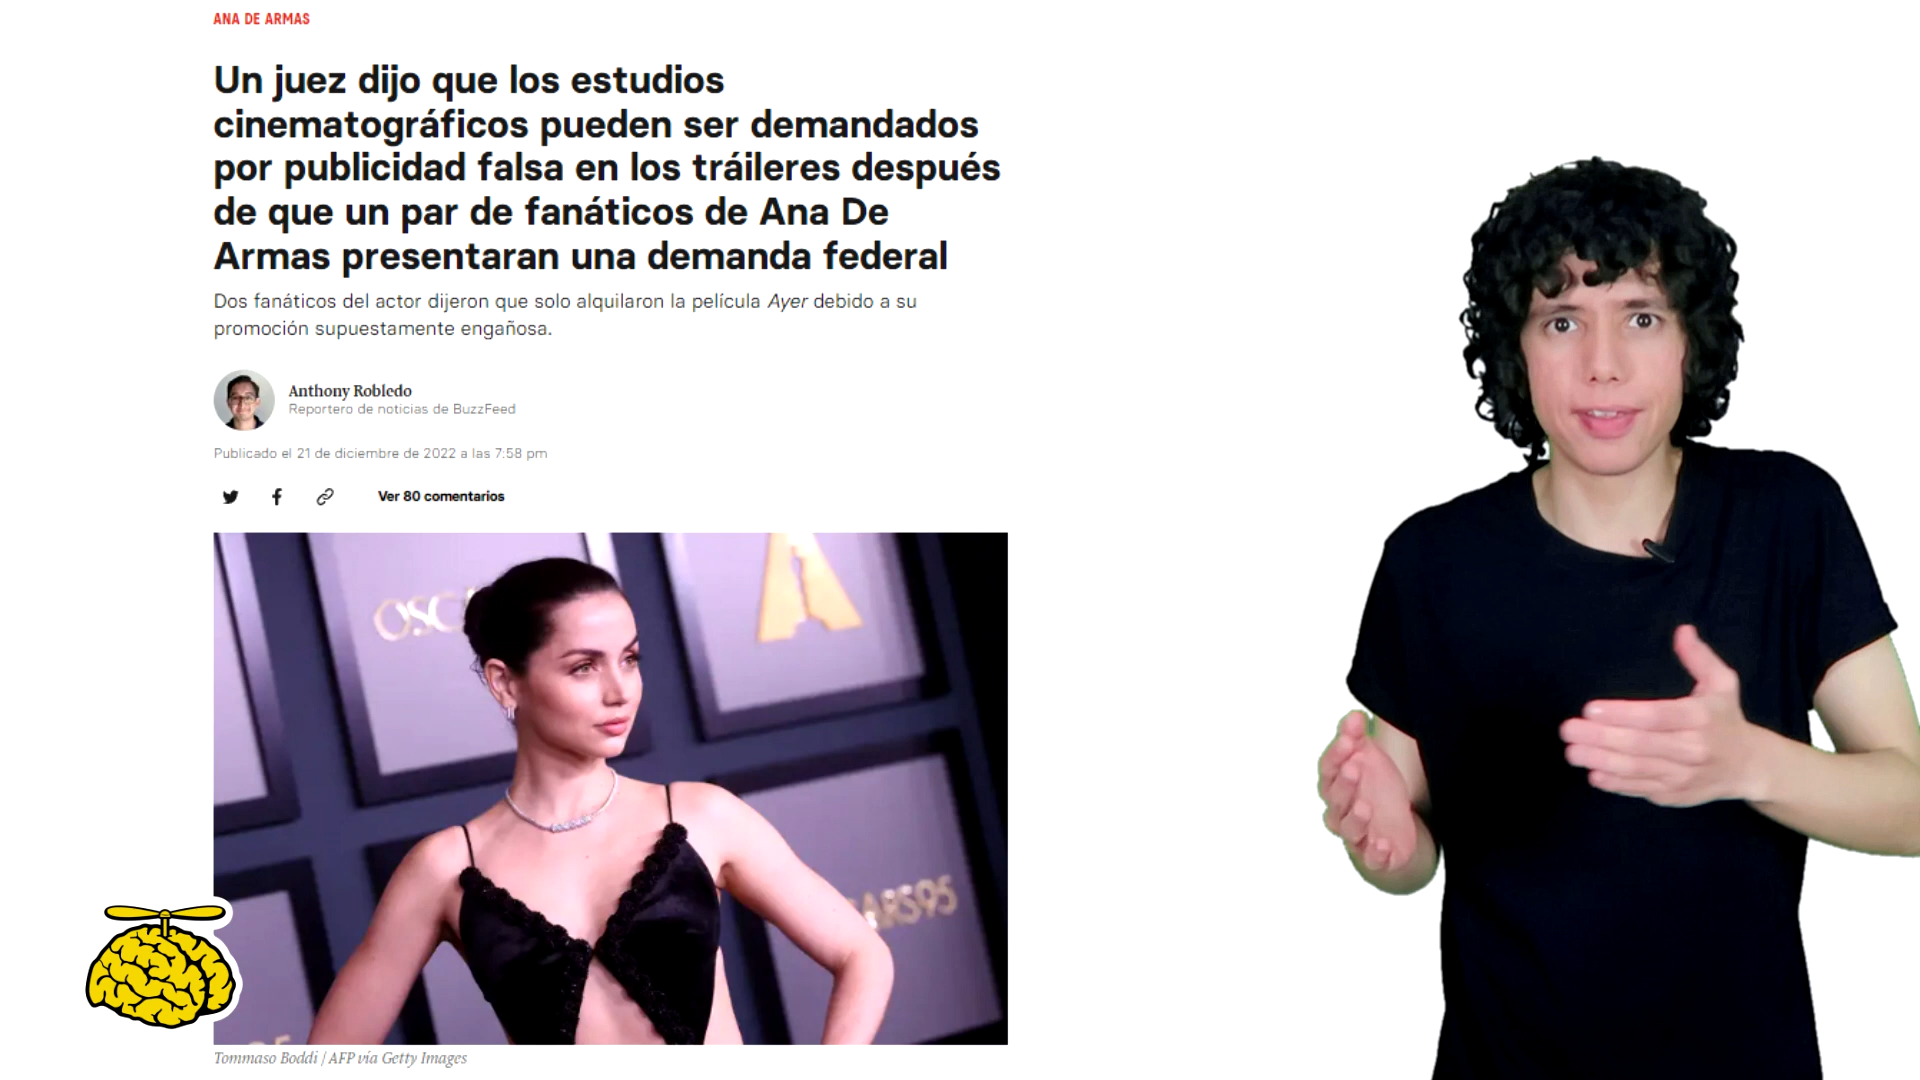 ANA DE ARMAS
Un juez dijo que los estudios
cinematográficos pueden ser demandados
por publicidad falsa en los tráileres después
de que un par de fanáticos de Ana De
Armas presentaran una demanda federal
Dos fanáticos del actor dijeron que solo alquilaron la película Ayer debido a su
promoción supuestamente engañosa.
Anthony Robledo
Reportero de noticias de BuzzFeed
Publicado el 21 de diciembre de 2022 a las 7:58 pm
Ver 80 comentarios
Tommaso Boddi / AFP vía Getty Images